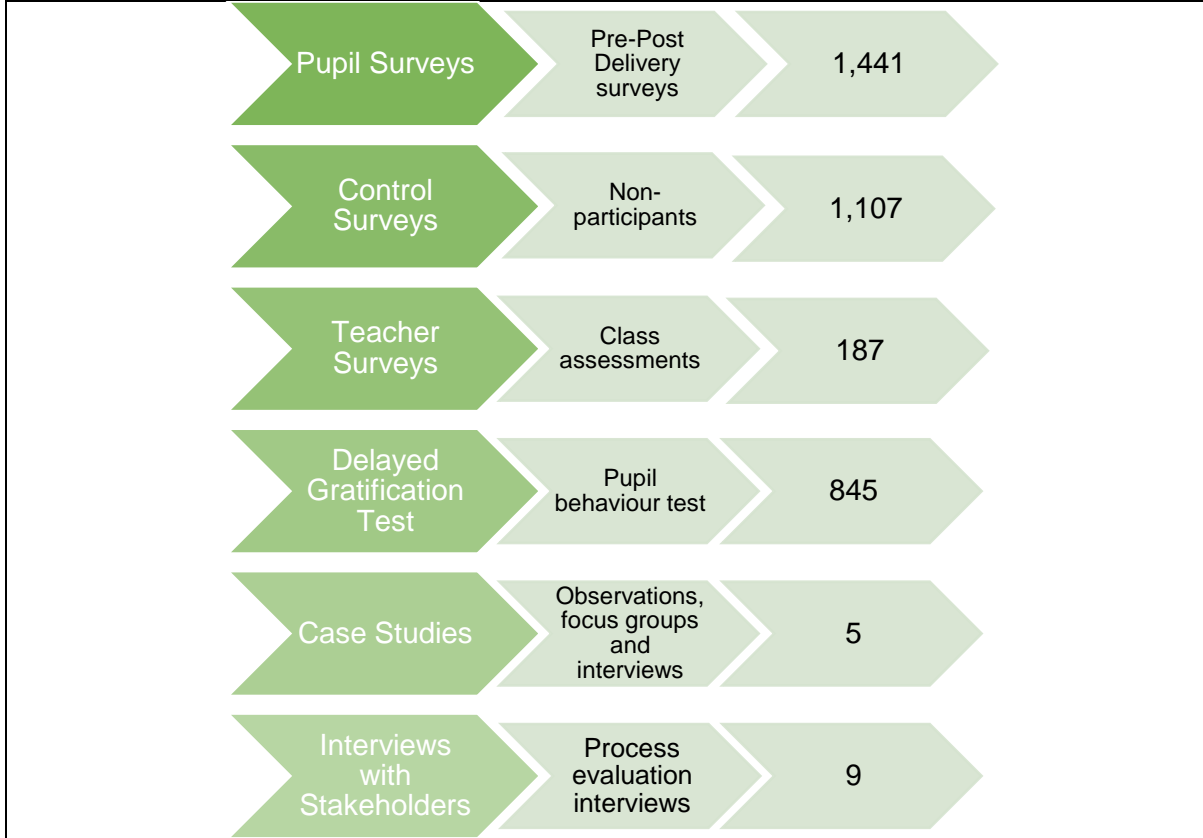 Pupil Surveys
Pre-Post
Delivery
surveys
1,441
Control
Surveys
Non-
participants
1,107
Teacher
Surveys
Class
assessments
187
Delayed
Gratification
Test
Pupil
behaviour test
845
Case Studies
Observations,
focus groups
and
interviews
5
Interviews
with
Stakeholders
Process
evaluation
interviews
9